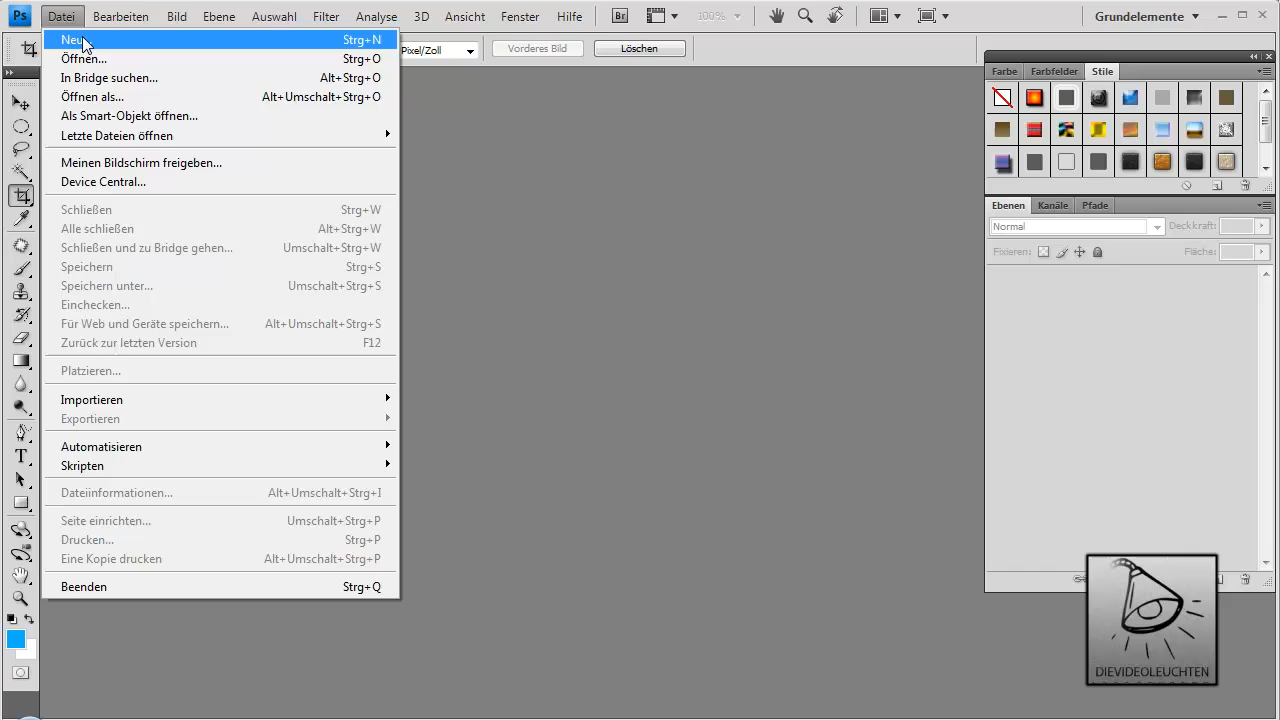 Ps Datei Bearbeiten Bild Ebene Auswahl Filter Analyse 3D Ansicht Fenster Hilfe Br 100% Grundelemente
Pixel/Zoll Vorderes Bild Löschen
Neu... Strg+N
Öffnen... Strg+O
In Bridge suchen... Alt+Strg+O
Öffnen als... Alt+Umschalt+Strg+O
Als Smart-Objekt öffnen...
Letzte Dateien öffnen
Meinen Bildschirm freigeben...
Device Central...
Schließen Strg+W
Alle schließen Alt+Strg+W
Schließen und zu Bridge gehen... Umschalt+Strg+W
Speichern Strg+S
Speichern unter... Umschalt+Strg+S
Einchecken...
Für Web und Geräte speichern... Alt+Umschalt+Strg+S
Zurück zur letzten Version F12
Platzieren...
Importieren
Exportieren
Automatisieren
Skripten
Dateiinformationen... Alt+Umschalt+Strg+I
Seite einrichten... Umschalt+Strg+P
Drucken... Strg+P
Eine Kopie drucken Alt+Umschalt+Strg+P
Beenden Strg+Q
Farbe Farbfelder Stile
Ebenen Kanäle Pfade
Normal Deckkraft:
Fixieren: Fläche:
DIEVIDEOLEUCHTEN